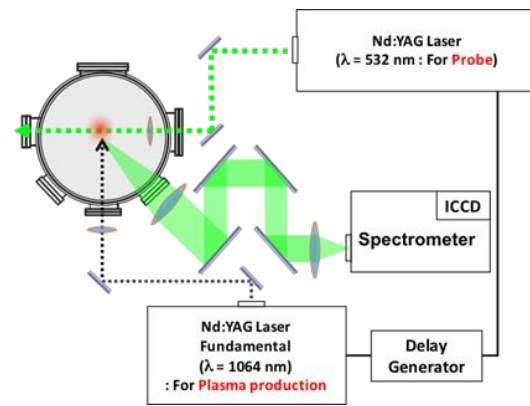 Nd:YAG Laser
(λ = 532 nm : For Probe)
ICCD
Spectrometer
Nd:YAG Laser
Fundamental
(λ = 1064 nm)
: For Plasma production
Delay
Generator